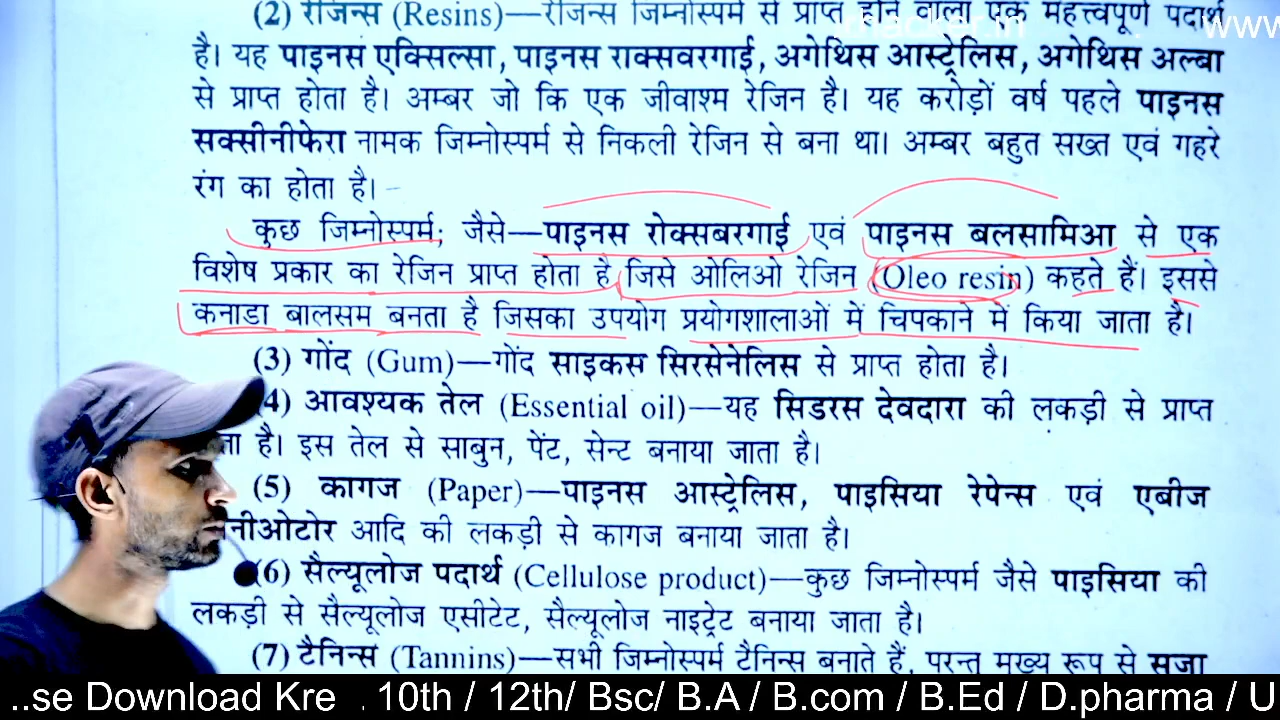 (2) रेजिन्स (Resins)—रेजिन्स जिम्नोस्पर्म से प्राप्त होने वाला एक महत्त्वपूर्ण पदार्थ
है। यह पाइनस एक्सिल्सा, पाइनस राक्सवरगाई, अगेथिस आस्ट्रेलिस, अगेथिस अल्बा
से प्राप्त होता है। अम्बर जो कि एक जीवाश्म रेजिन है। यह करोड़ों वर्ष पहले पाइनस
सक्सीनीफेरा नामक जिम्नोस्पर्म से निकली रेजिन से बना था। अम्बर बहुत सख्त एवं गहरे
रंग का होता है।
कुछ जिम्नोस्पर्म; जैसे—पाइनस रोक्सबरगाई एवं पाइनस बलसामिआ से एक
विशेष प्रकार का रेजिन प्राप्त होता है, जिसे ओलिओ रेजिन (Oleo resin) कहते हैं। इससे
कनाडा बालसम बनता है जिसका उपयोग प्रयोगशालाओं में चिपकाने में किया जाता है।
(3) गोंद (Gum)—गोंद साइकस सिरसेनेलिस से प्राप्त होता है।
4) आवश्यक तेल (Essential oil)—यह सिडरस देवदारा की लकड़ी से प्राप्त
ता है। इस तेल से साबुन, पेंट, सेन्ट बनाया जाता है।
(5) कागज (Paper)—पाइनस आस्ट्रेलिस, पाइसिया रेपेन्स एवं एबीज
नीओटोर आदि की लकड़ी से कागज बनाया जाता है।
(6) सैल्यूलोज पदार्थ (Cellulose product)—कुछ जिम्नोस्पर्म जैसे पाइसिया की
लकड़ी से सैल्यूलोज एसीटेट, सैल्यूलोज नाइट्रेट बनाया जाता है।
(7) टैनिन्स (Tannins)—सभी जिम्नोस्पर्म टैनिन्स बनाते हैं, परन्तु मुख्य रूप से सूजा
..se Download Kre . 10th / 12th/ Bsc/ B.A / B.com / B.Ed / D.pharma / U